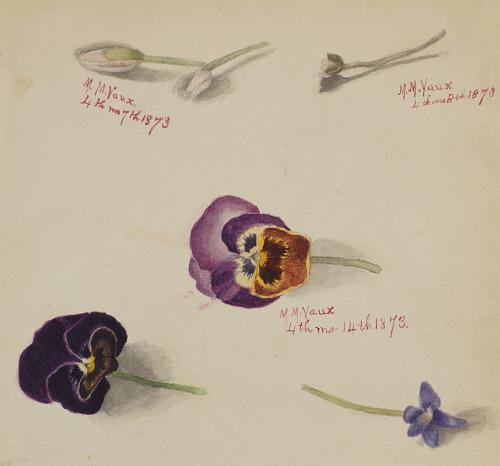 M. M. Vaux.
4th mo 7th 1873
M. M. Vaux
4th mo 8th 1873
M. M. Vaux
4th mo. 14th 1873.